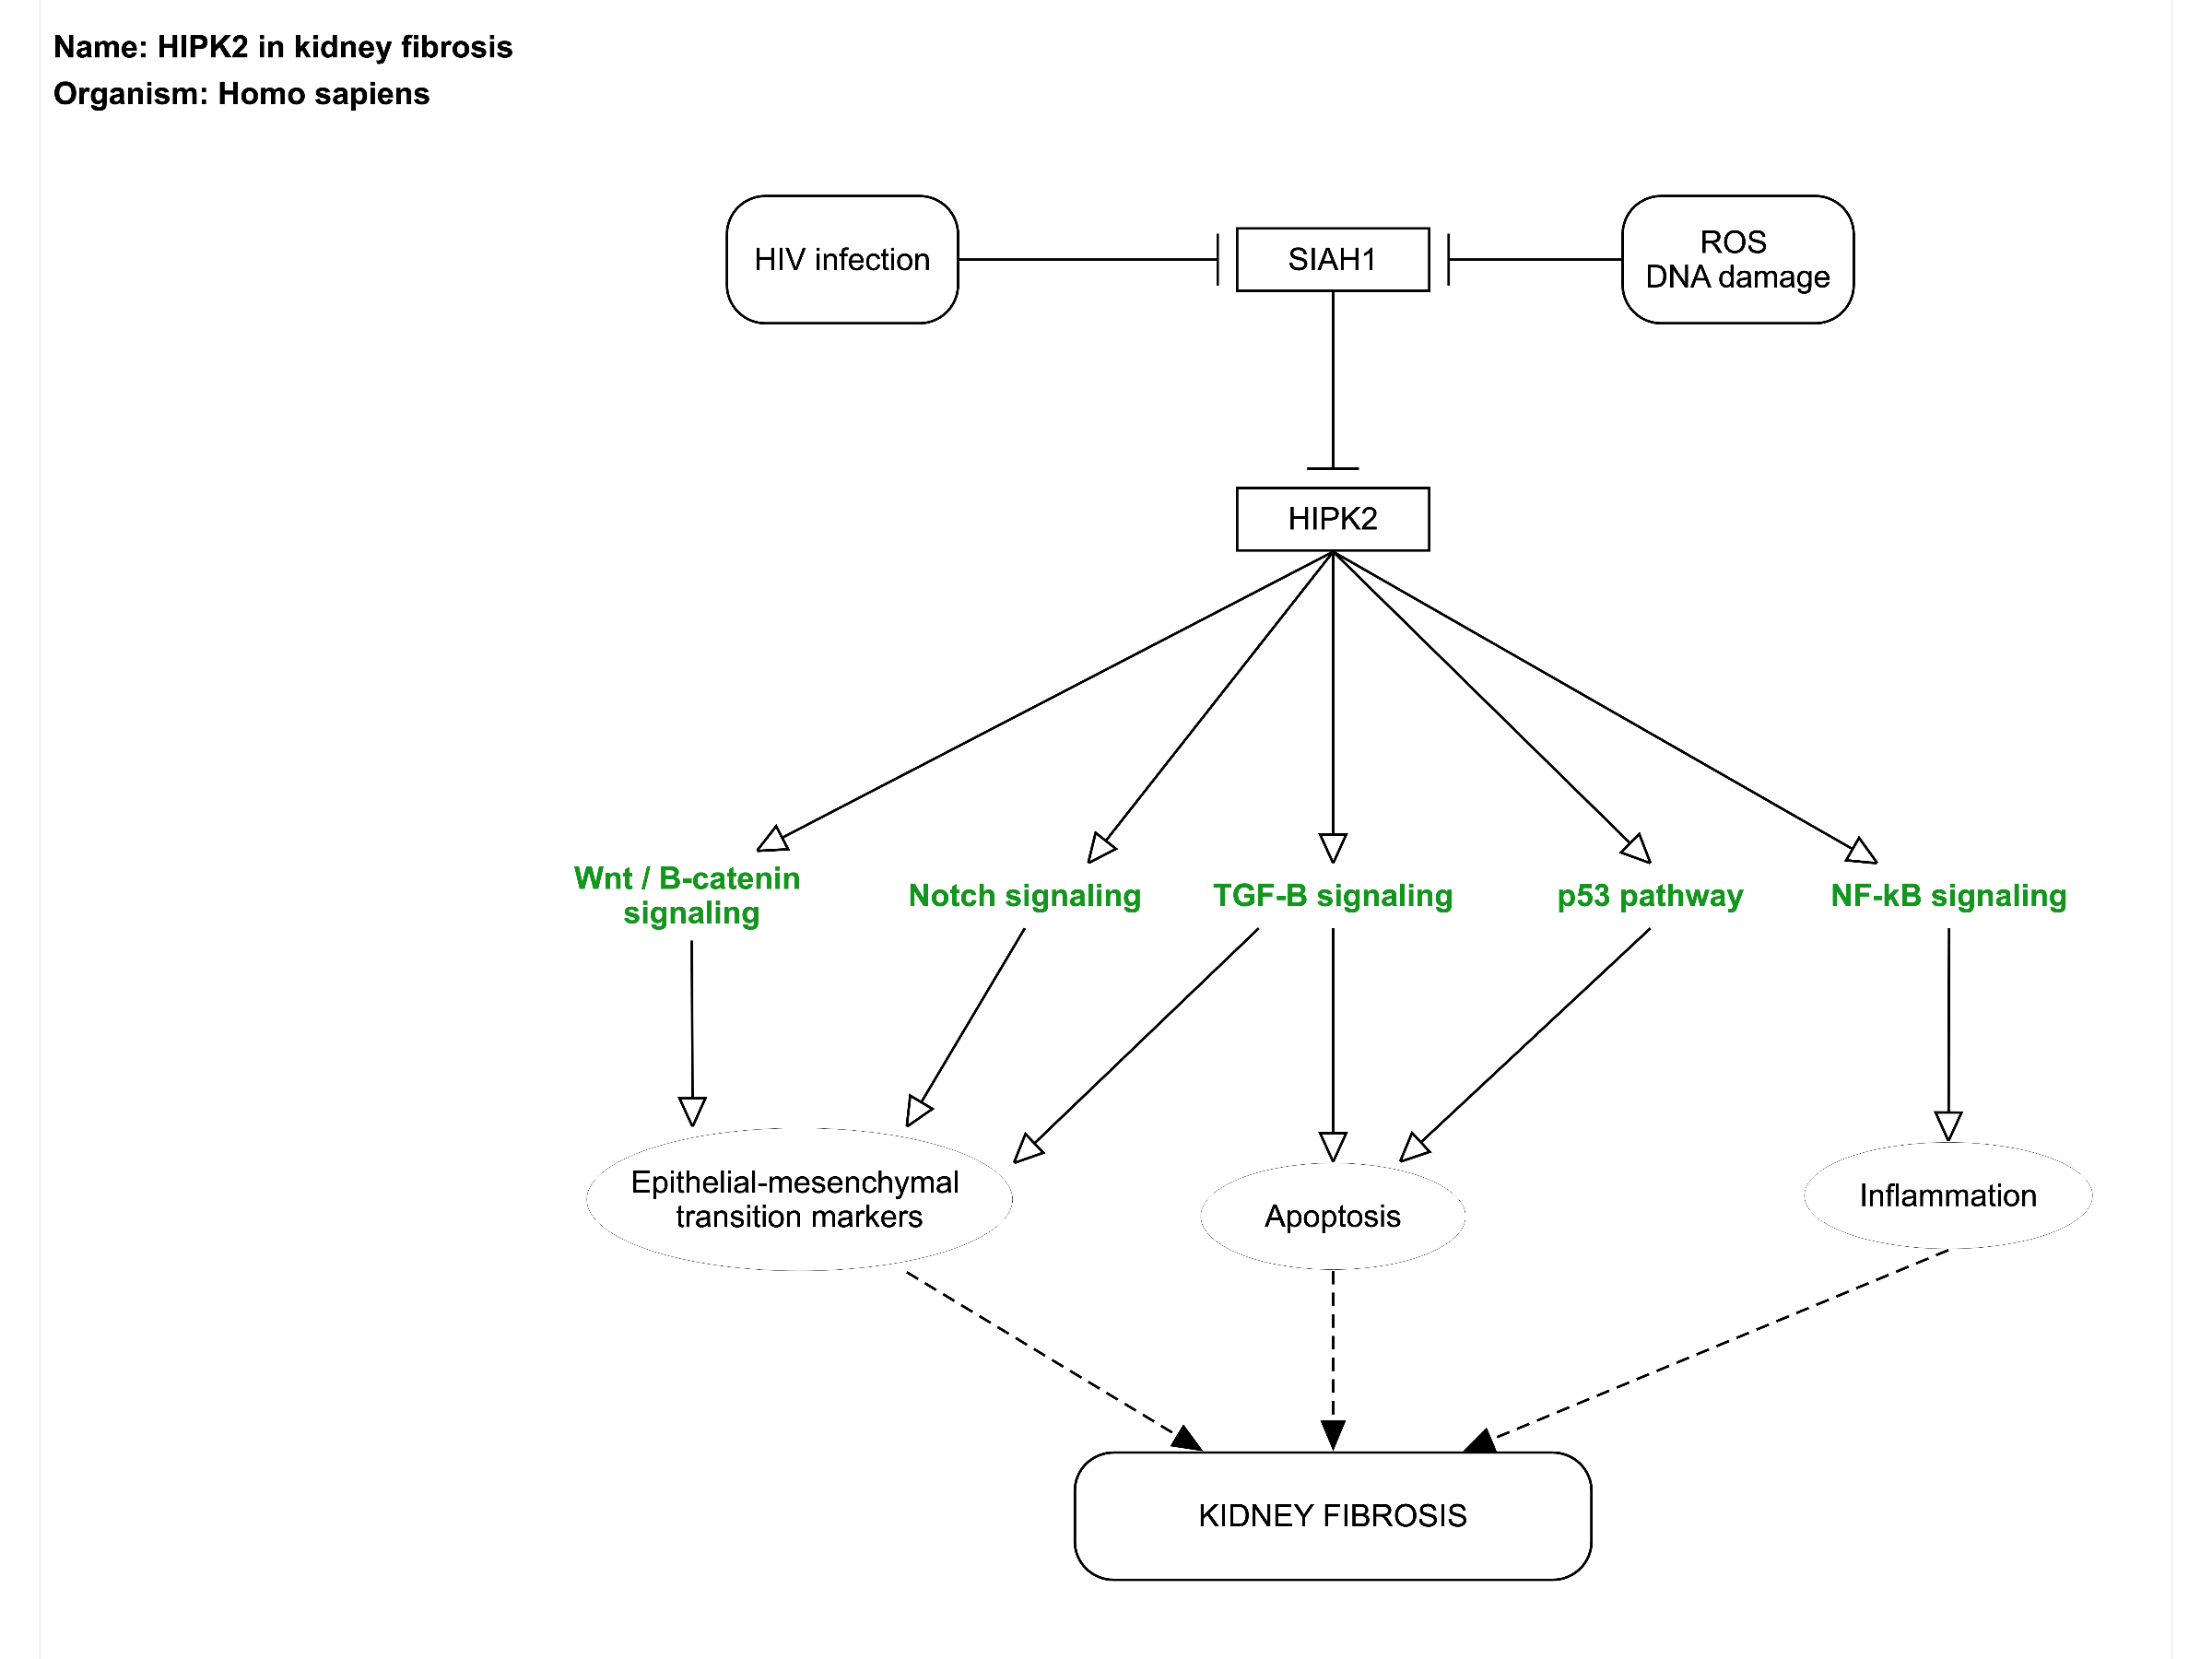 Name: HIPK2 in kidney fibrosis
Organism: Homo sapiens
HIV infection
SIAH1
ROS
DNA damage
HIPK2
Wnt / B-catenin
signaling
Notch signaling
TGF-B signaling
p53 pathway
NF-kB signaling
Epithelial-mesenchymal
transition markers
Apoptosis
Inflammation
KIDNEY FIBROSIS